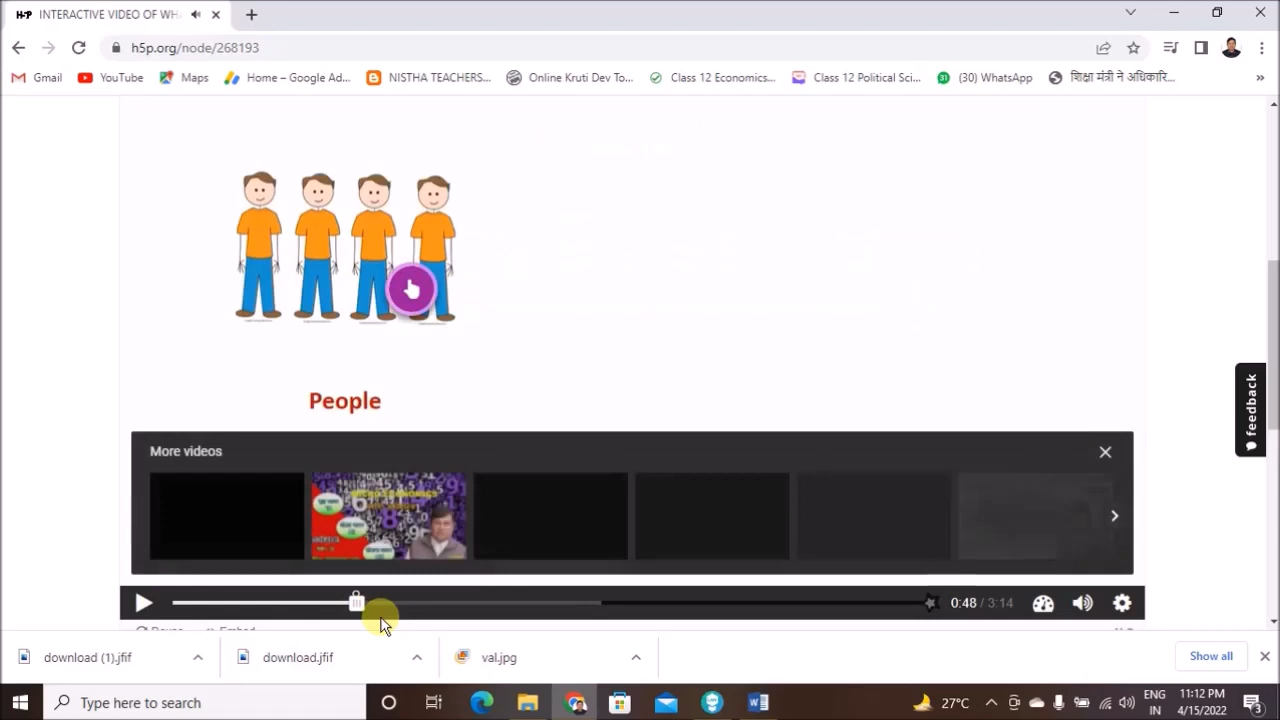 H-P INTERACTIVE VIDEO OF WH
h5p.org/node/268193
Gmail YouTube Maps Home – Google Ad... NISTHA TEACHERS... Online Kruti Dev To... Class 12 Economics... Class 12 Political Sci... (30) WhatsApp शिक्षा मंत्री ने अधिकारि... »
People
feedback
More videos
MICRO ECONOMICS
0:48 / 3:14
download (1).jfif download.jfif val.jpg Show all
Type here to search 27°C ENG 11:12 PM
IN 4/15/2022 3